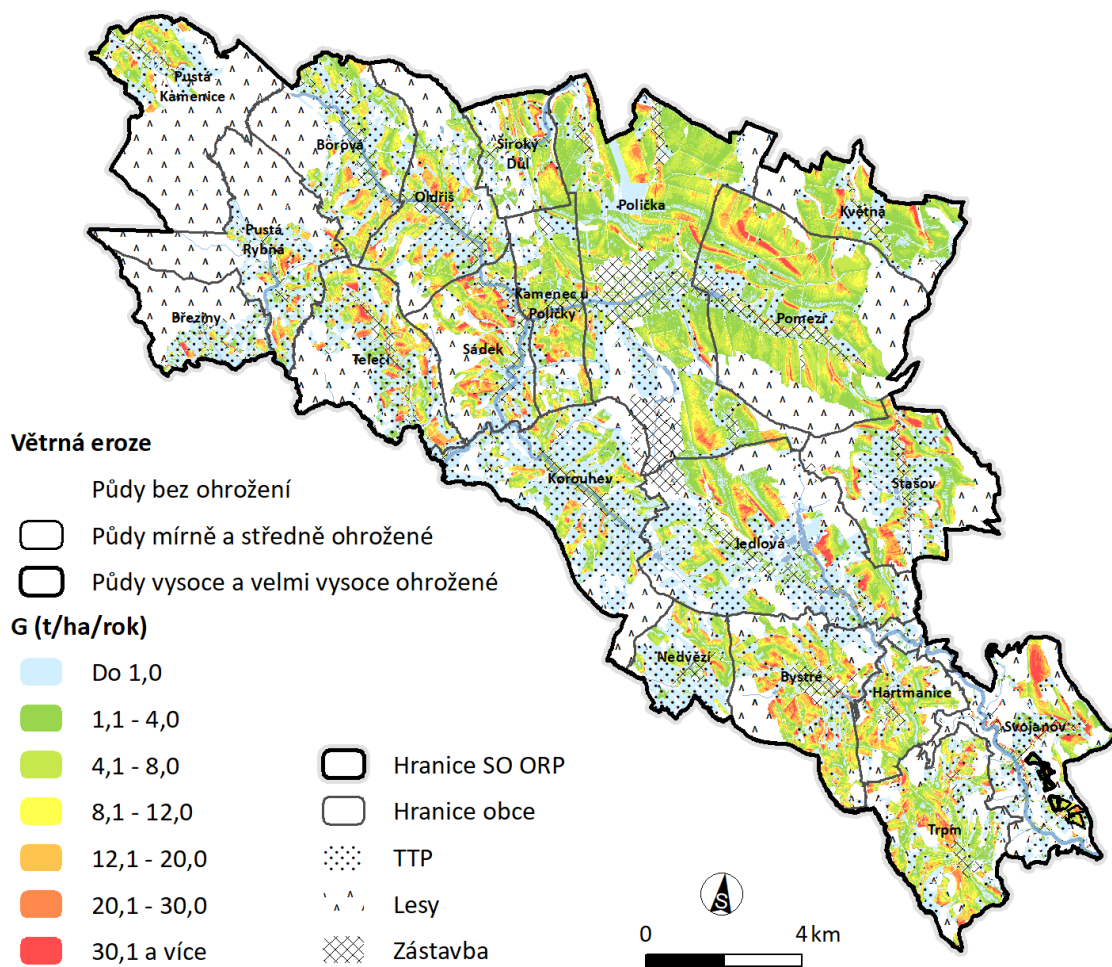 Pustá
Kamenice
Borová
Široký
Důl
Oldřiš
Polička
Květná
Pustá
Rybná
Kamenec u
Poličky
Březiny
Pomezí
Telecí
Sádek
Korouhev
Stašov
Jedlová
Nedvězí
Bystré
Hartmanice
Svojanov
Trpín
Větrná eroze
Půdy bez ohrožení
Půdy mírně a středně ohrožené
Půdy vysoce a velmi vysoce ohrožené
G (t/ha/rok)
Do 1,0
1,1 - 4,0
4,1 - 8,0
8,1 - 12,0
12,1 - 20,0
20,1 - 30,0
30,1 a více
Hranice SO ORP
Hranice obce
TTP
Lesy
Zástavba
S
0 4 km